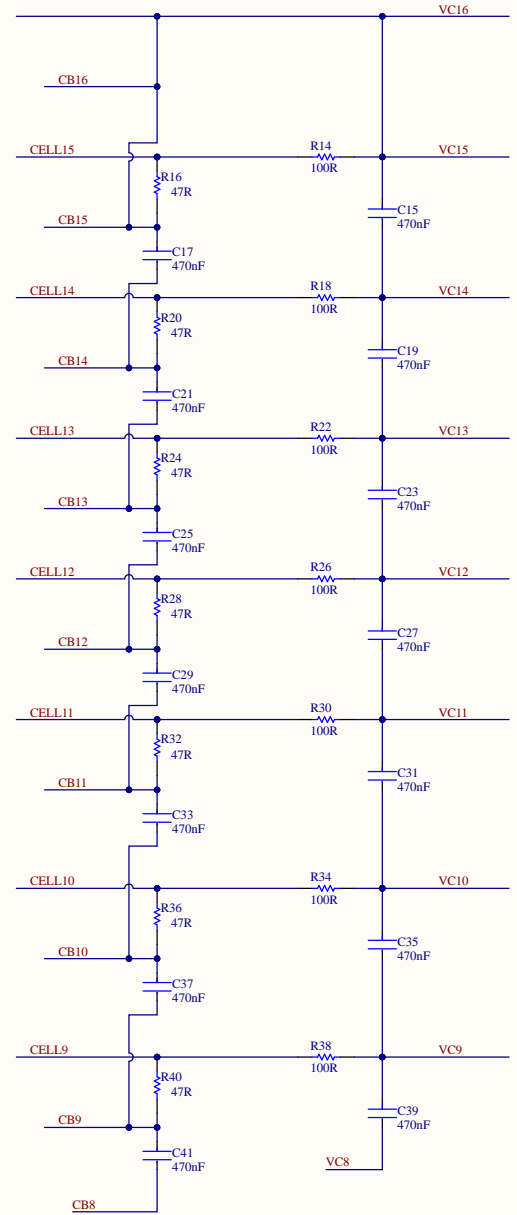 VC16
CB16
CELL15
R14
100R
VC15
R16
47R
C15
470nF
CB15
C17
470nF
CELL14
R18
100R
VC14
R20
47R
C19
470nF
CB14
C21
470nF
CELL13
R22
100R
VC13
R24
47R
C23
470nF
CB13
C25
470nF
CELL12
R26
100R
VC12
R28
47R
C27
470nF
CB12
C29
470nF
CELL11
R30
100R
VC11
R32
47R
C31
470nF
CB11
C33
470nF
CELL10
R34
100R
VC10
R36
47R
C35
470nF
CB10
C37
470nF
CELL9
R38
100R
VC9
R40
47R
C39
470nF
CB9
C41
470nF
VC8
CB8